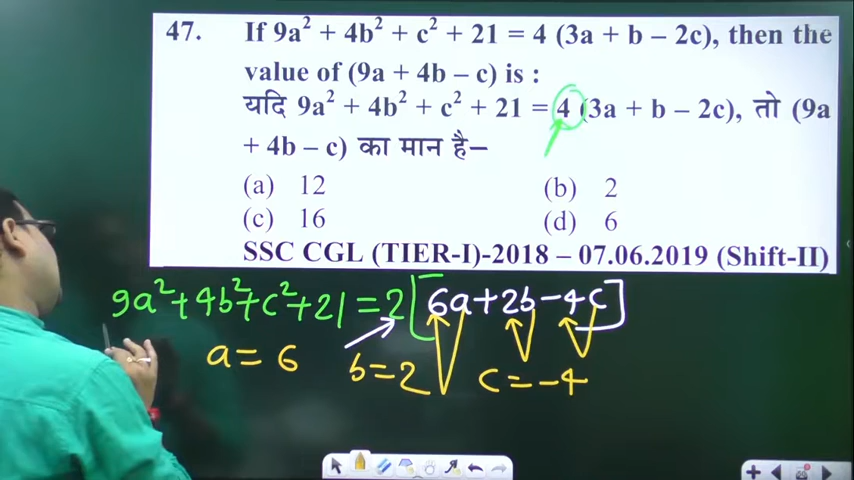 47. If 9a² + 4b² + c² + 21 = 4 (3a + b – 2c), then the
value of (9a + 4b – c) is :
यदि 9a² + 4b² + c² + 21 = 4 (3a + b – 2c), तो (9a
+ 4b – c) का मान है–
(a) 12 (b) 2
(c) 16 (d) 6
SSC CGL (TIER-I)-2018 – 07.06.2019 (Shift-II)
9a²+4b²+c²+21=2[6a+2b-4c]
a=6 b=2 c=-4